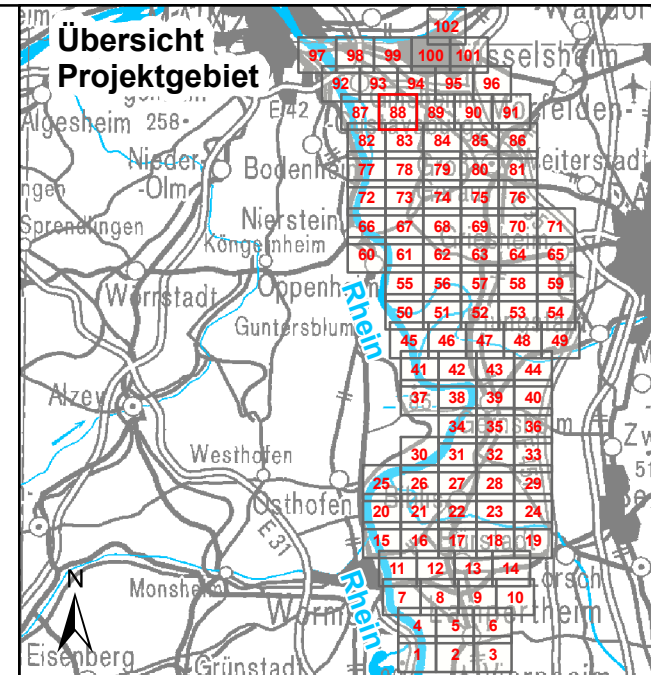 Übersicht
Projektgebiet
102
97 98 99 100 101
sselsheim
92 93 94 95 96
E 42
87 88 89 90 91
Algesheim 258
82 83 84 85 86
Nieder
-Olm
Bodenheim
77 78 79 80 81
Weiterstadt
72 73 74 75 76
Sprendlingen
Nierstein
66 67 68 69 70 71
Köngernheim
60 61 62 63 64 65
Wörrstadt
Oppenh
55 56 57 58 59
Rhein
50 51 52 53 54
Guntersblum
45 46 47 48 49
41 42 43 44
Alzey
37 38 39 40
34 35 36
Westhofen
30 31 32 33
25 26 27 28 29
Osthofen
20 21 22 23 24
E 31
15 16 17 18 19
11 12 13 14
Lorsch
N
Monsheim
Rhein
7 8 9 10
Worms
4 5 6
Eisenberg
Grünstadt
1 2 3